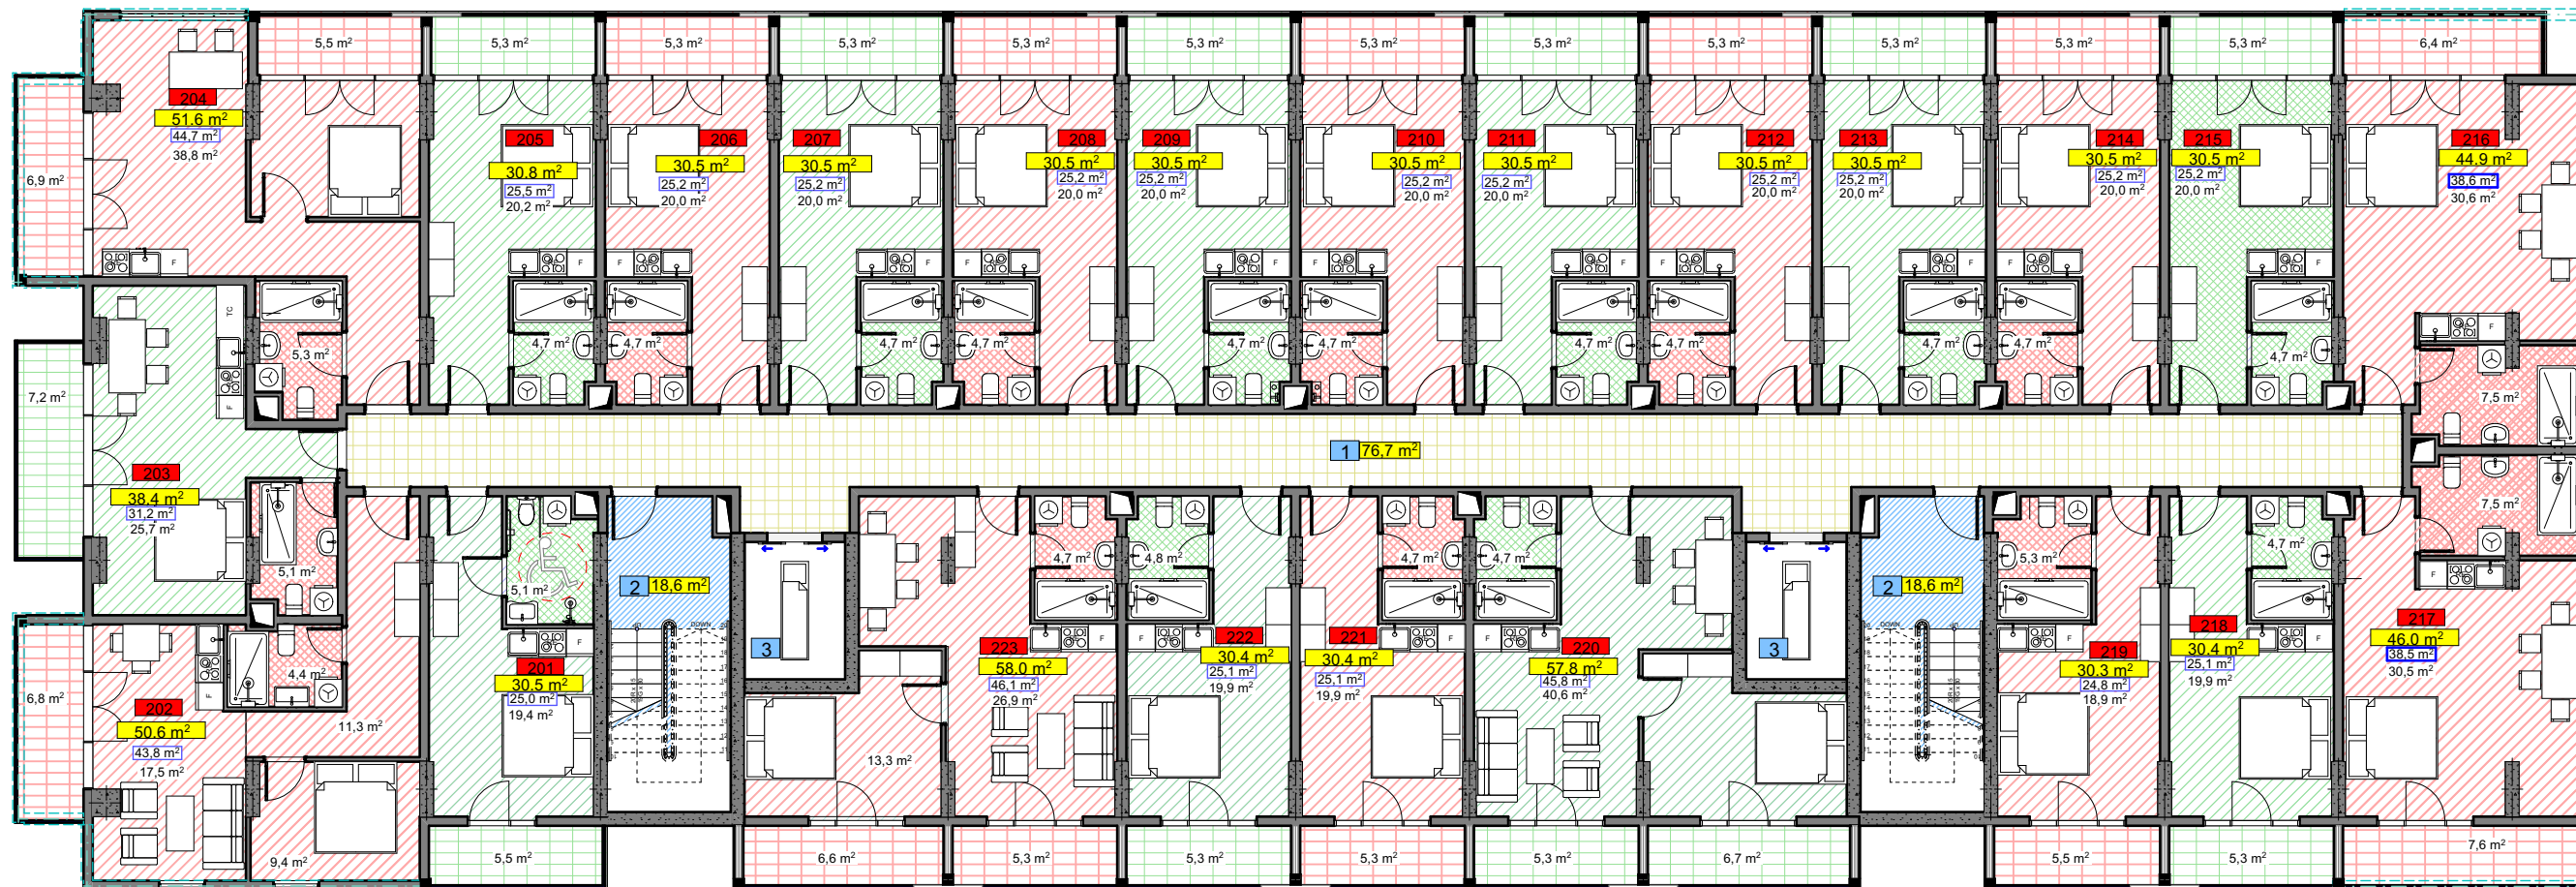 5,5 m²
5,3 m²
5,3 m²
5,3 m²
5,3 m²
5,3 m²
5,3 m²
5,3 m²
5,3 m²
5,3 m²
5,3 m²
5,3 m²
6,4 m²
204
51.6 m²
44,7 m²
38,8 m²
6,9 m²
205
30.8 m²
25,5 m²
20,2 m²
206
30.5 m²
25,2 m²
20,0 m²
207
30.5 m²
25,2 m²
20,0 m²
208
30.5 m²
25,2 m²
20,0 m²
209
30.5 m²
25,2 m²
20,0 m²
210
30.5 m²
25,2 m²
20,0 m²
211
30.5 m²
25,2 m²
20,0 m²
212
30.5 m²
25,2 m²
20,0 m²
213
30.5 m²
25,2 m²
20,0 m²
214
30.5 m²
25,2 m²
20,0 m²
215
30.5 m²
25,2 m²
20,0 m²
216
44.9 m²
38,6 m²
30,6 m²
F
F
F
F
F
F
F
F
F
F
F
F
F
TC
F
5,3 m²
4,7 m²
4,7 m²
4,7 m²
4,7 m²
4,7 m²
4,7 m²
4,7 m²
4,7 m²
4,7 m²
4,7 m²
4,7 m²
7,5 m²
7,2 m²
1
76,7 m²
203
38.4 m²
31,2 m²
25,7 m²
5,1 m²
5,1 m²
2
18,6 m²
3
4,7 m²
4,8 m²
4,7 m²
4,7 m²
3
2
18,6 m²
5,3 m²
4,7 m²
7,5 m²
DOWN
DOWN
F
F
F
F
F
F
F
F
F
6,8 m²
4,4 m²
202
50.6 m²
43,8 m²
17,5 m²
11,3 m²
9,4 m²
201
30.5 m²
25,0 m²
19,4 m²
223
58.0 m²
46,1 m²
26,9 m²
13,3 m²
222
30.4 m²
25,1 m²
19,9 m²
221
30.4 m²
25,1 m²
19,9 m²
220
57.8 m²
45,8 m²
40,6 m²
219
30.3 m²
24,8 m²
18,9 m²
218
30.4 m²
25,1 m²
19,9 m²
217
46.0 m²
38,5 m²
30,5 m²
5,5 m²
6,6 m²
5,3 m²
5,3 m²
5,3 m²
5,3 m²
6,7 m²
5,5 m²
5,3 m²
7,6 m²